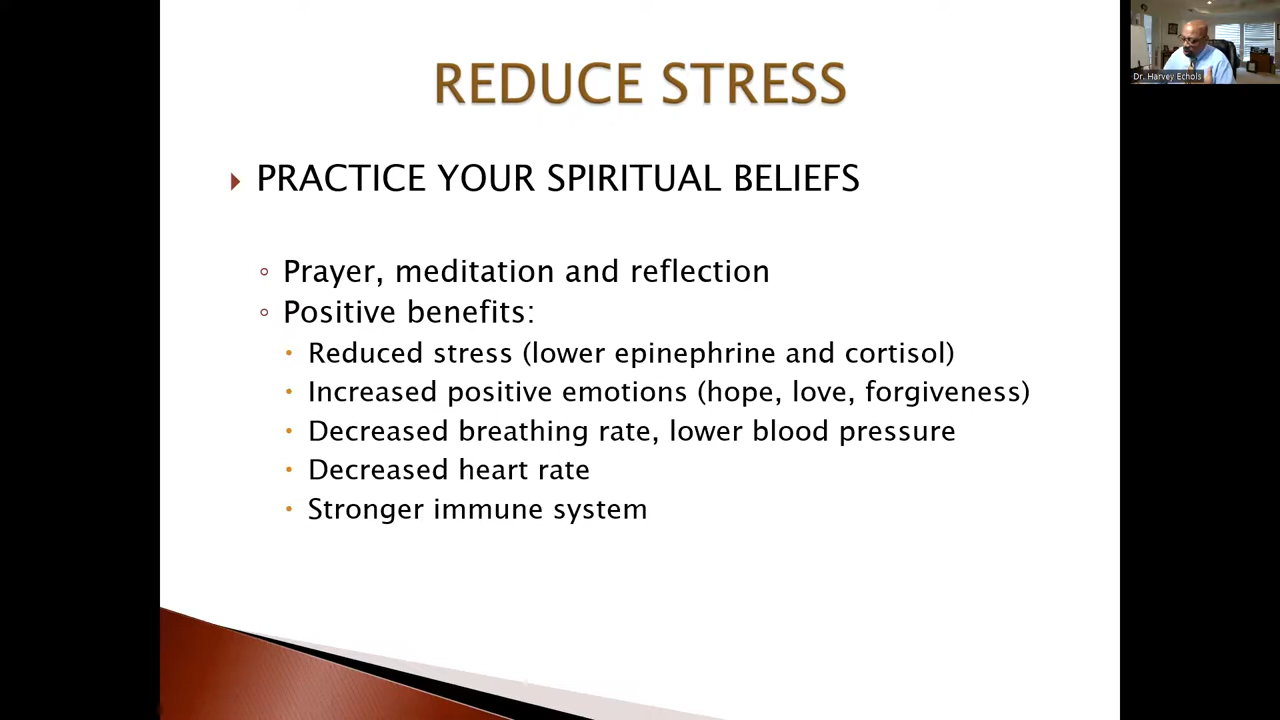 REDUCE STRESS
PRACTICE YOUR SPIRITUAL BELIEFS
Prayer, meditation and reflection
Positive benefits:
Reduced stress (lower epinephrine and cortisol)
Increased positive emotions (hope, love, forgiveness)
Decreased breathing rate, lower blood pressure
Decreased heart rate
Stronger immune system
Dr. Harvey Echols